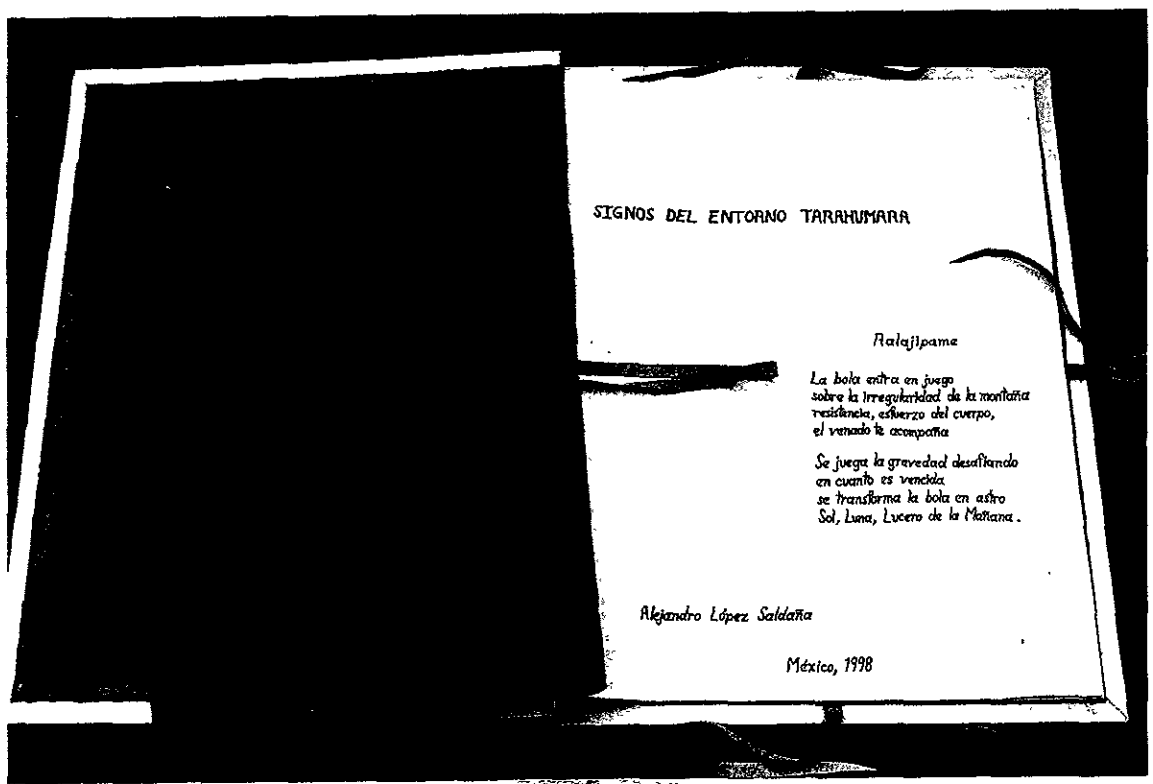 SIGNOS DEL ENTORNO TARAHUMARA
Ralajipame
La bola entra en juego
sobre la irregularidad de la montaña
resistencia, esfuerzo del cuerpo,
el venado te acompaña
Se juega la gravedad desafiando
en cuanto es vencida
se transforma la bola en astro
Sol, Luna, Lucero de la Mañana.
Alejandro López Saldaña
México, 1998